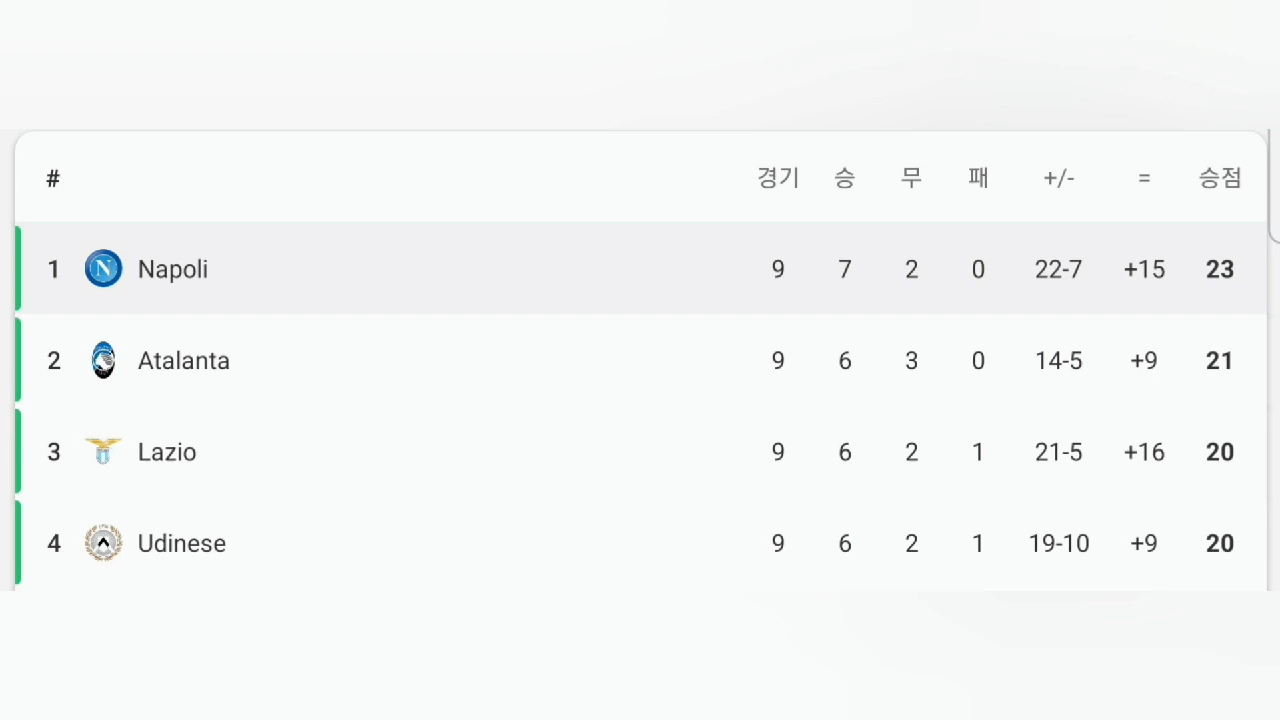 # 경기 승 무 패 +/- = 승점
1 N Napoli 9 7 2 0 22-7 +15 23
2 Atalanta 9 6 3 0 14-5 +9 21
3 Lazio 9 6 2 1 21-5 +16 20
4 Udinese 9 6 2 1 19-10 +9 20